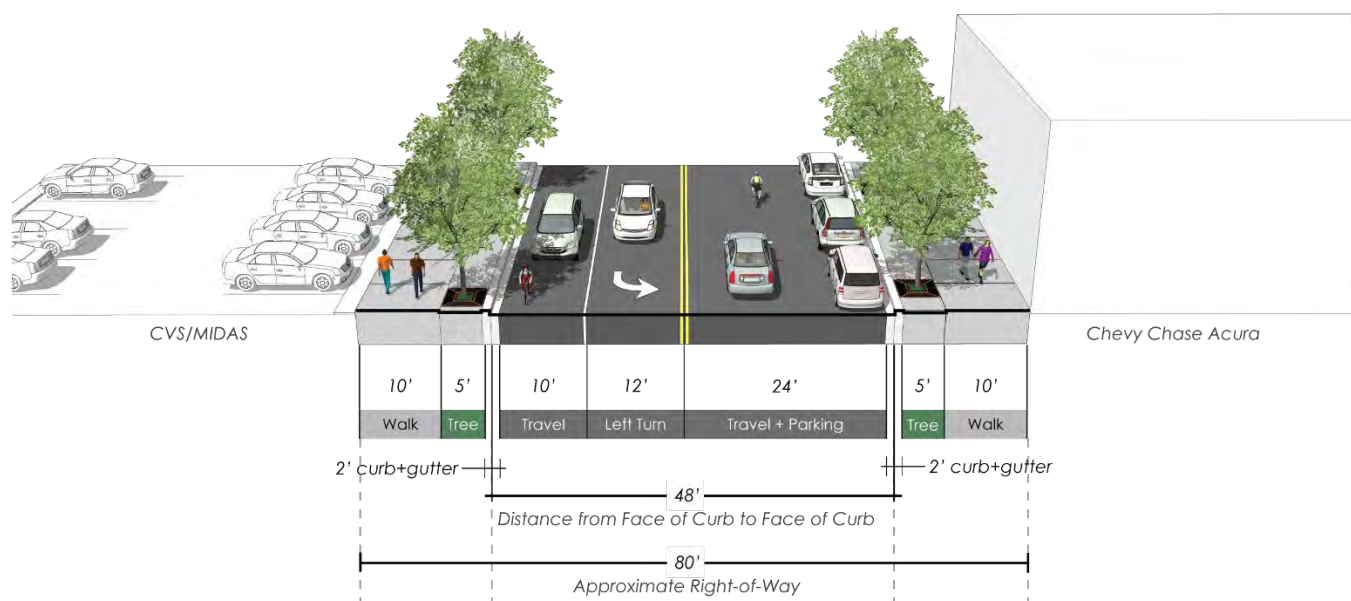 CVS/MIDAS
Chevy Chase Acura
10' 5' 10' 12' 24' 5' 10'
Walk Tree Travel Left Turn Travel + Parking Tree Walk
2' curb+gutter 2' curb+gutter
48'
Distance from Face of Curb to Face of Curb
80'
Approximate Right-of-Way